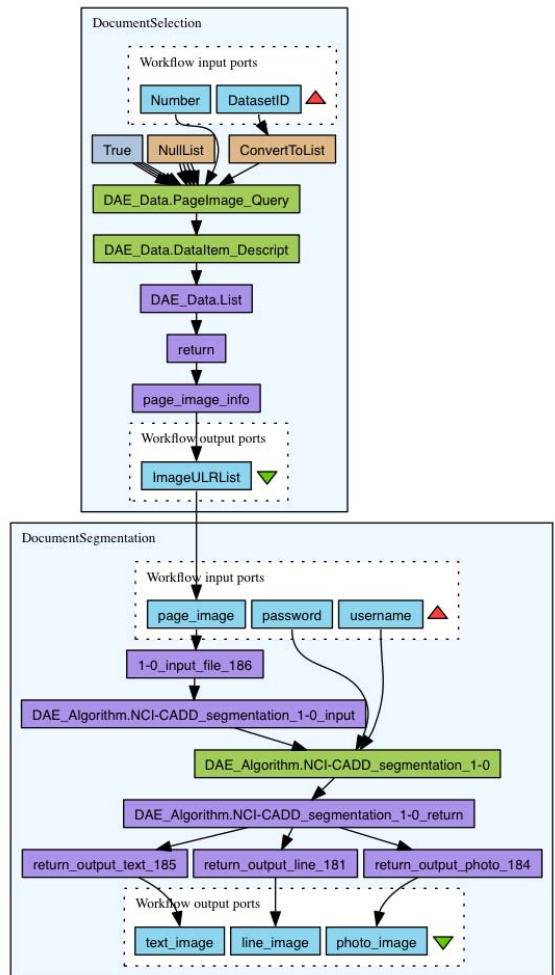 DocumentSelection
Workflow input ports
Number DatasetID
True NullList ConvertToList
DAE_Data.PageImage_Query
DAE_Data.DataItem_Descript
DAE_Data.List
return
page_image_info
Workflow output ports
ImageULRList
DocumentSegmentation
Workflow input ports
page_image password username
1-0_input_file_186
DAE_Algorithm.NCI-CADD_segmentation_1-0_input
DAE_Algorithm.NCI-CADD_segmentation_1-0
DAE_Algorithm.NCI-CADD_segmentation_1-0_return
return_output_text_185 return_output_line_181 return_output_photo_184
Workflow output ports
text_image line_image photo_image